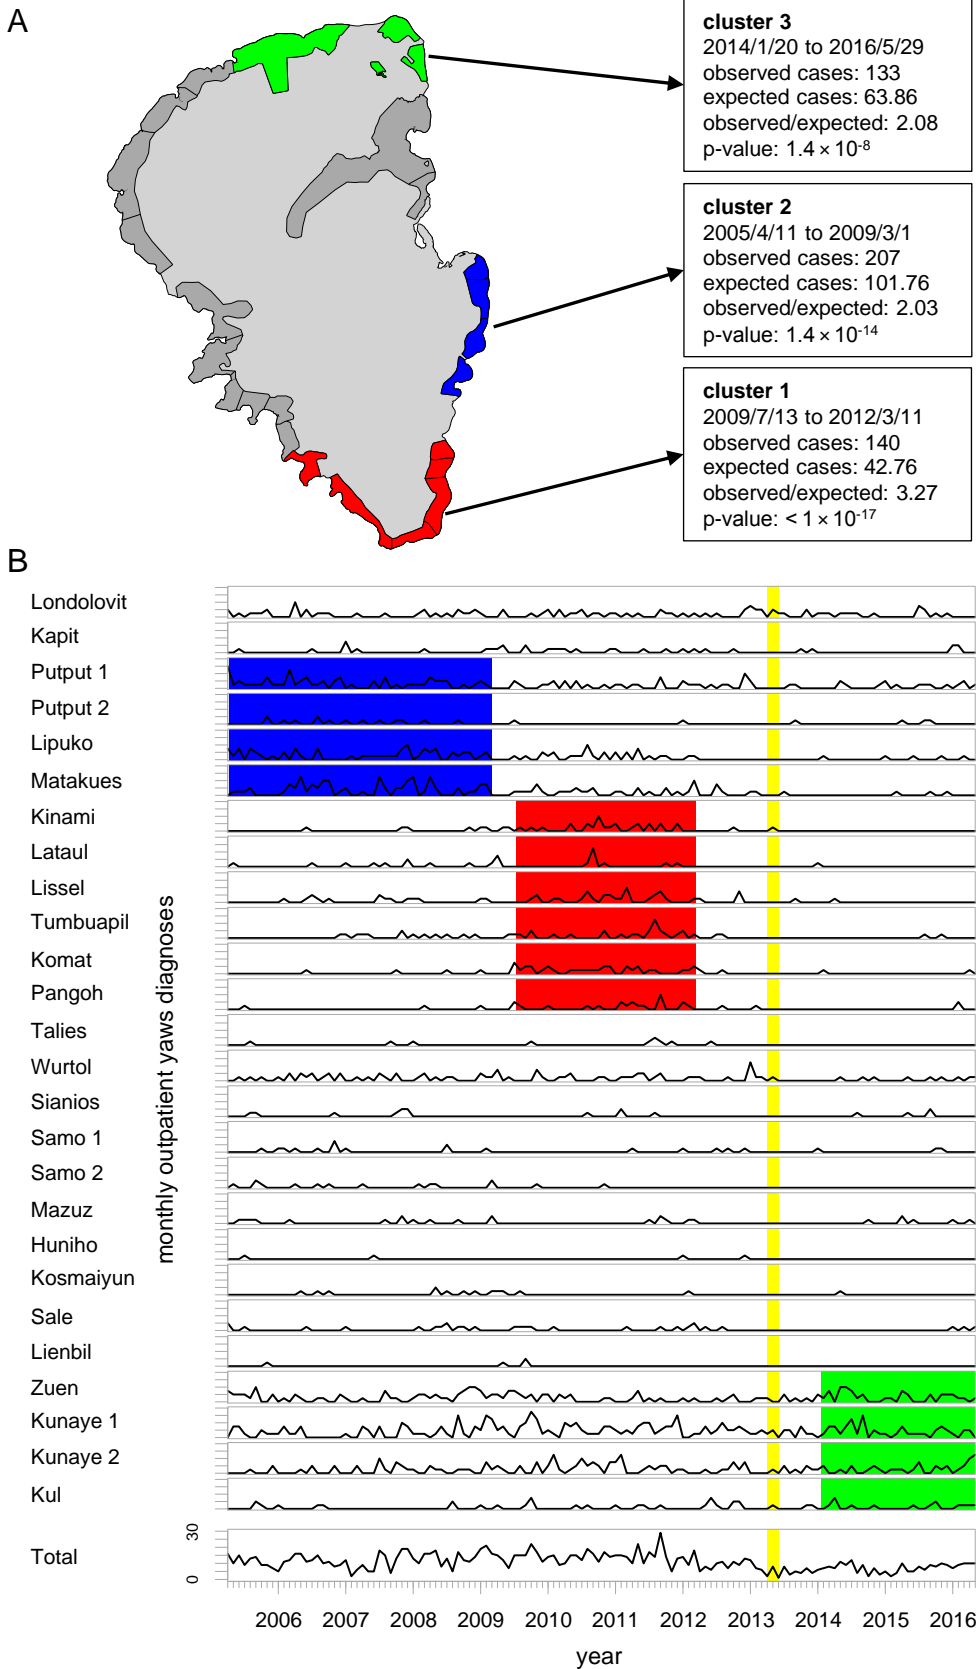 A
cluster 3
2014/1/20 to 2016/5/29
observed cases: 133
expected cases: 63.86
observed/expected: 2.08
p-value: 1.4 × 10-8
cluster 2
2005/4/11 to 2009/3/1
observed cases: 207
expected cases: 101.76
observed/expected: 2.03
p-value: 1.4 × 10-14
cluster 1
2009/7/13 to 2012/3/11
observed cases: 140
expected cases: 42.76
observed/expected: 3.27
p-value: < 1 × 10-17
B
monthly outpatient yaws diagnoses
Londolovit
Kapit
Putput 1
Putput 2
Lipuko
Matakues
Kinami
Lataul
Lissel
Tumbuapil
Komat
Pangoh
Talies
Wurtol
Sianios
Samo 1
Samo 2
Mazuz
Huniho
Kosmaiyun
Sale
Lienbil
Zuen
Kunaye 1
Kunaye 2
Kul
Total
30
0
2006 2007 2008 2009 2010 2011 2012 2013 2014 2015 2016
year